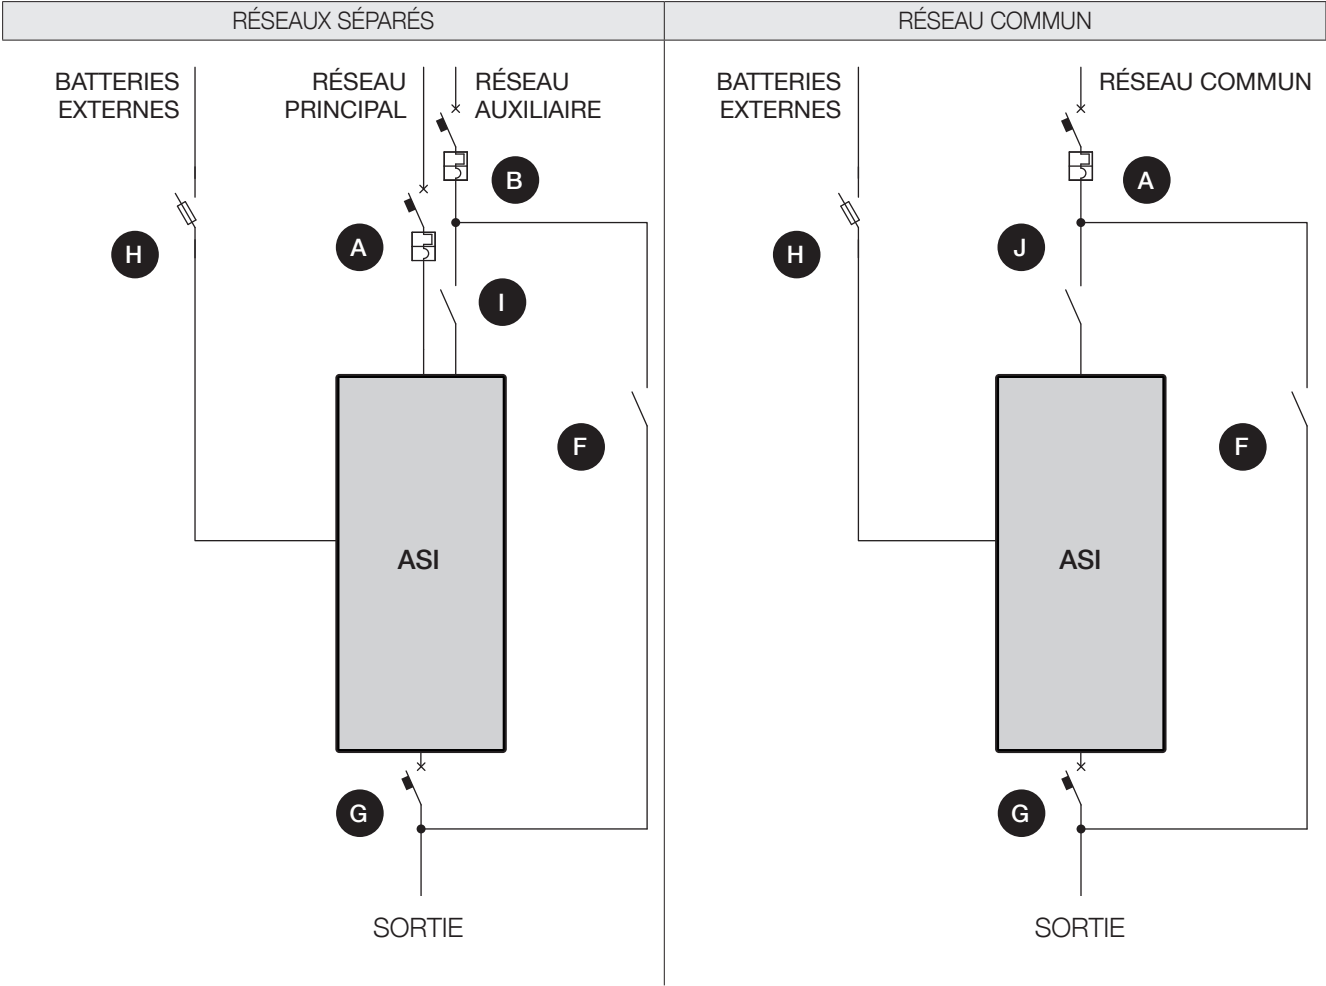 RÉSEAUX SÉPARÉS
BATTERIES
EXTERNES
RÉSEAU
PRINCIPAL
RÉSEAU
AUXILIAIRE
B
A
H
I
F
ASI
G
SORTIE
RÉSEAU COMMUN
BATTERIES
EXTERNES
RÉSEAU COMMUN
A
H
J
F
ASI
G
SORTIE